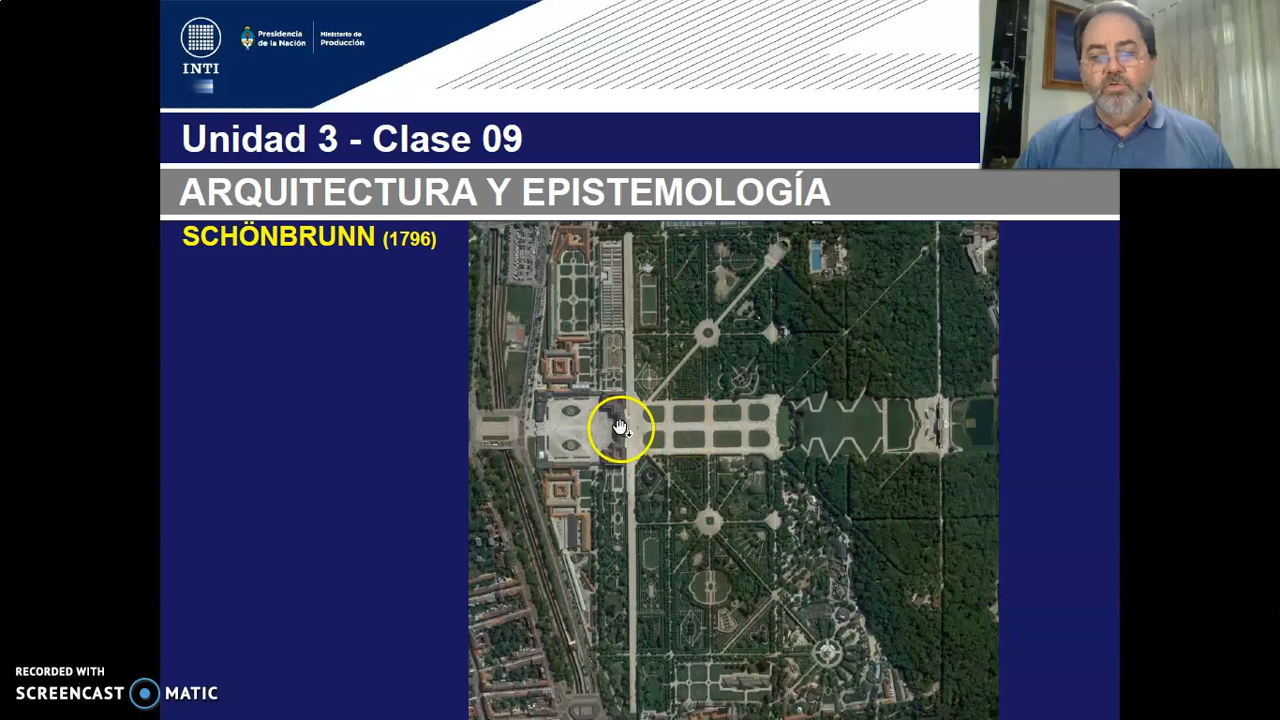 INTI
Presidencia
de la Nación
Ministerio de
Producción
Unidad 3 - Clase 09
ARQUITECTURA Y EPISTEMOLOGÍA
SCHÖNBRUNN (1796)
RECORDED WITH
SCREENCAST MATIC